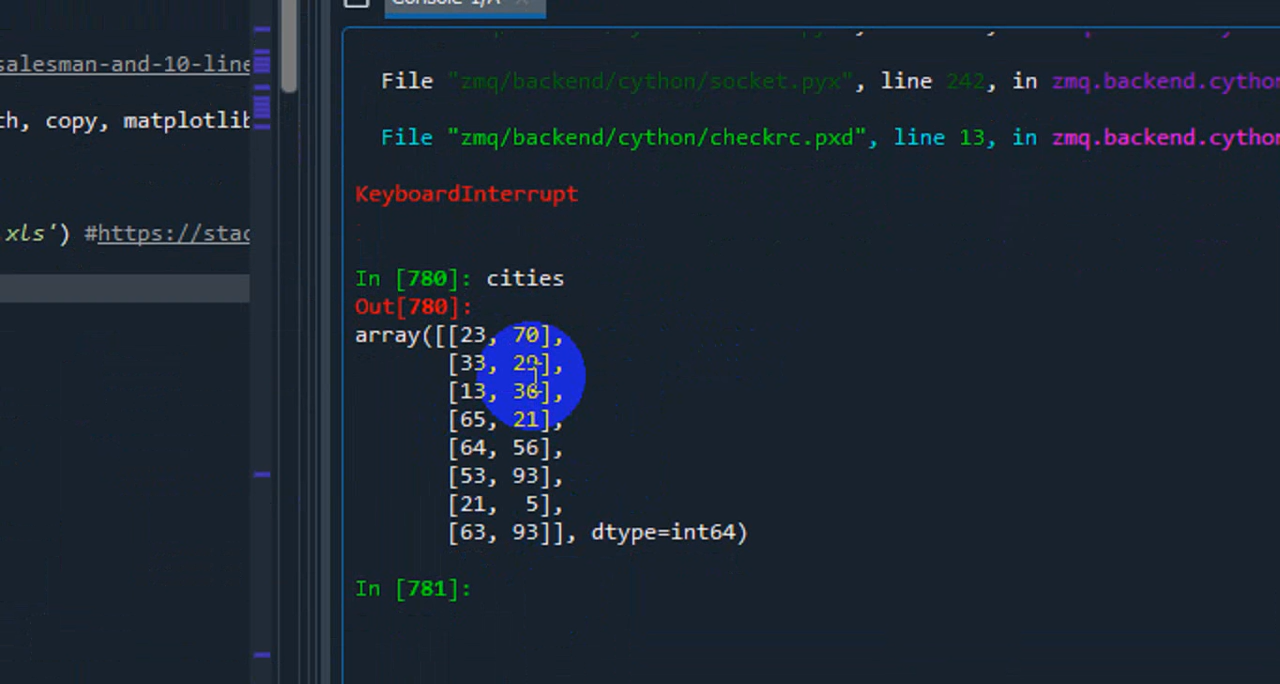 Console 1/A
salesman-and-10-line
th, copy, matplotlib
xls') #https://stac
File "zmq/backend/cython/socket.pyx", line 242, in zmq.backend.cython
File "zmq/backend/cython/checkrc.pxd", line 13, in zmq.backend.cython
KeyboardInterrupt
In [780]: cities
Out[780]:
array([[23, 70],
[33, 29],
[13, 36],
[65, 21],
[64, 56],
[53, 93],
[21, 5],
[63, 93]], dtype=int64)
In [781]: